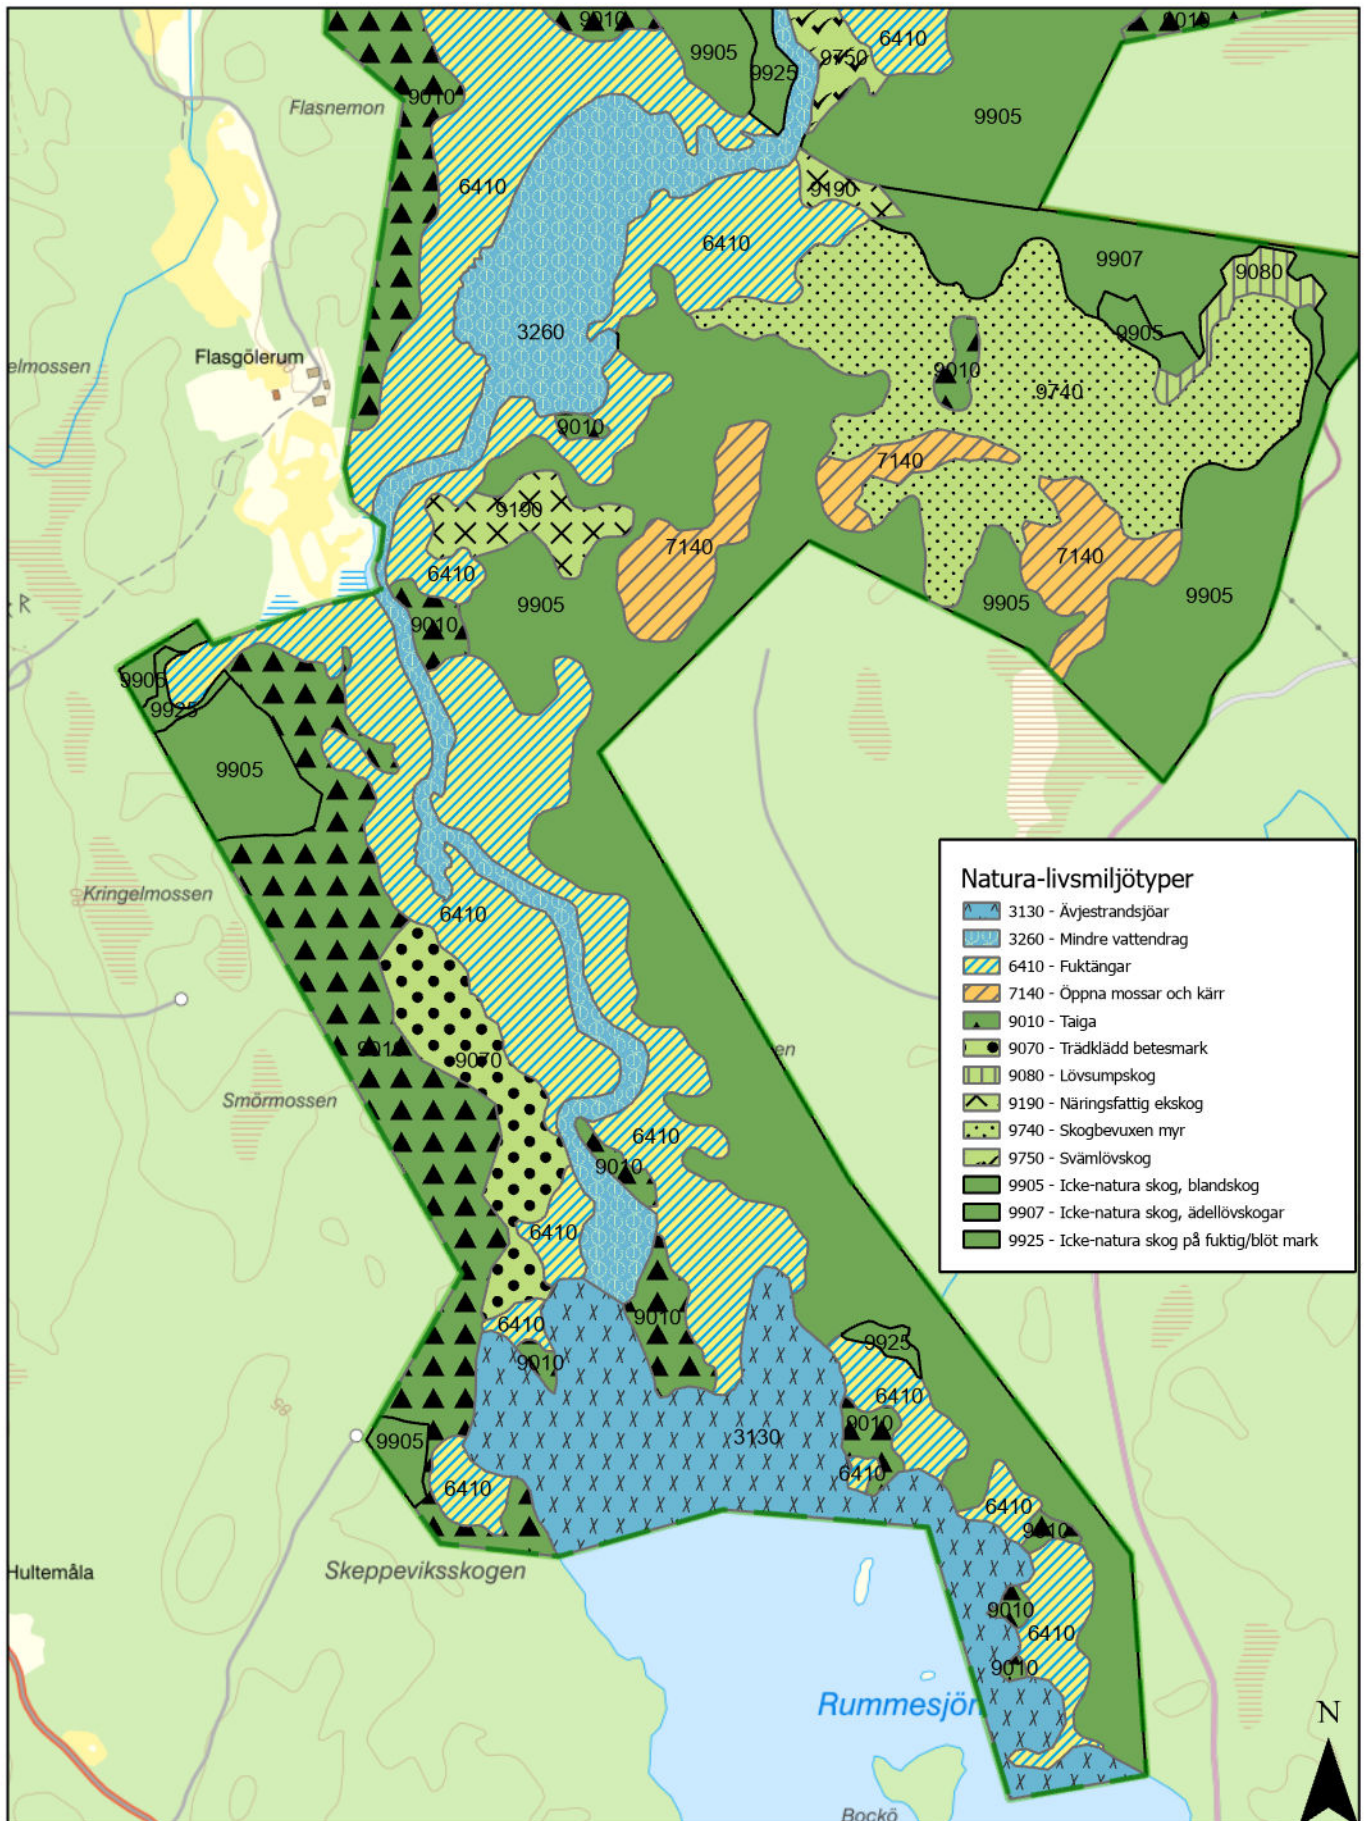 9010
9010
6410
9905
9750
9925
9010
Flasnemon
9905
6410
9190
6410
9907
9080
3260
9905
Flasgölerum
elmossen
9010
9740
9010
7140
9190
7140
7140
6410
9905
9905
9905
R
9010
9905
9925
9905
Kringelmossen
6410
Natura-livsmiljötyper
3130 - Ävjestrandsjöar
3260 - Mindre vattendrag
6410 - Fuktängar
7140 - Öppna mossar och kärr
9010 - Taiga
9070 - Trädklädd betesmark
9080 - Lövsumpskog
9190 - Näringsfattig ekskog
9740 - Skogbevuxen myr
9750 - Svämlövskog
9905 - Icke-natura skog, blandskog
9907 - Icke-natura skog, ädellövskogar
9925 - Icke-natura skog på fuktig/blöt mark
9010
9070
en
Smörmossen
6410
9010
6410
6410
9010
9010
9925
6410
85
9010
3130
9905
6410
6410
6410
9010
Skeppeviksskogen
Hultemåla
9010
6410
9010
Rummesjön
N
Bockö